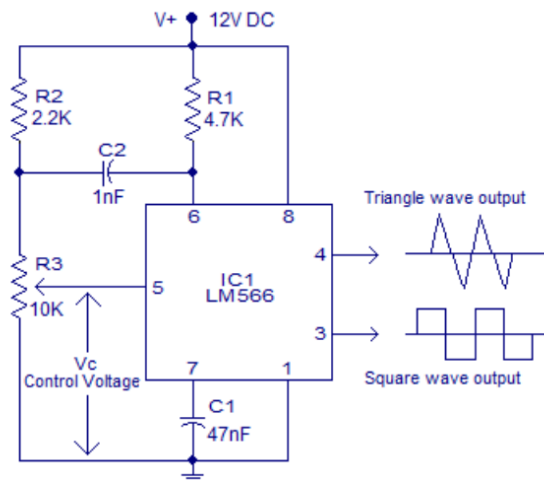 V+ 12V DC
R2
2.2K
R1
4.7K
C2
1nF
6
8
Triangle wave output
R3
10K
5
IC1
LM566
4
3
Vc
Control Voltage
7
1
Square wave output
C1
47nF